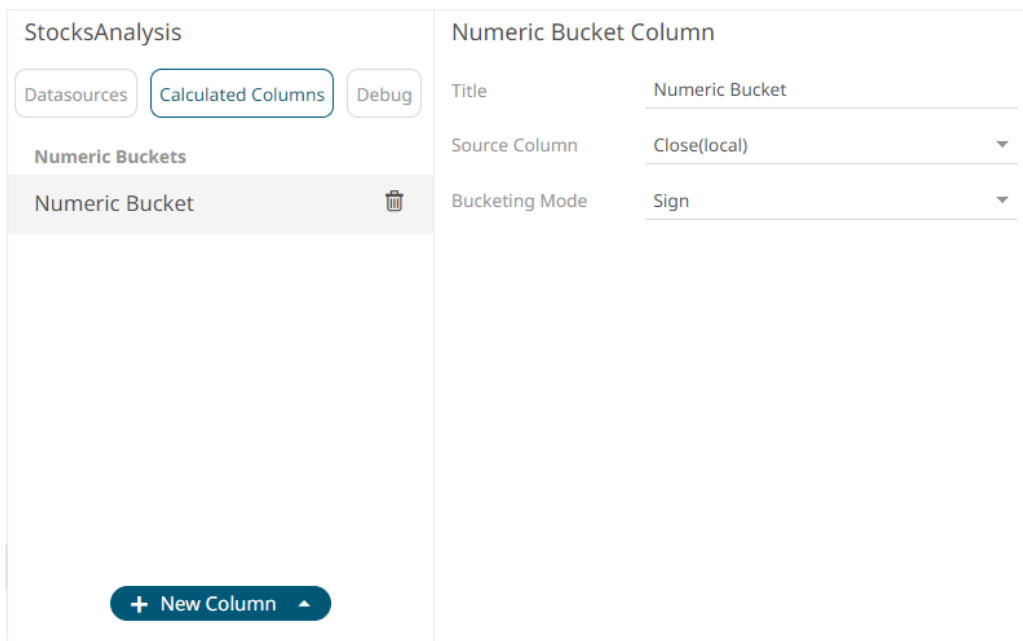 StocksAnalysis
Datasources
Calculated Columns
Debug
Numeric Buckets
Numeric Bucket
New Column
Numeric Bucket Column
Title Numeric Bucket
Source Column Close(local)
Bucketing Mode Sign